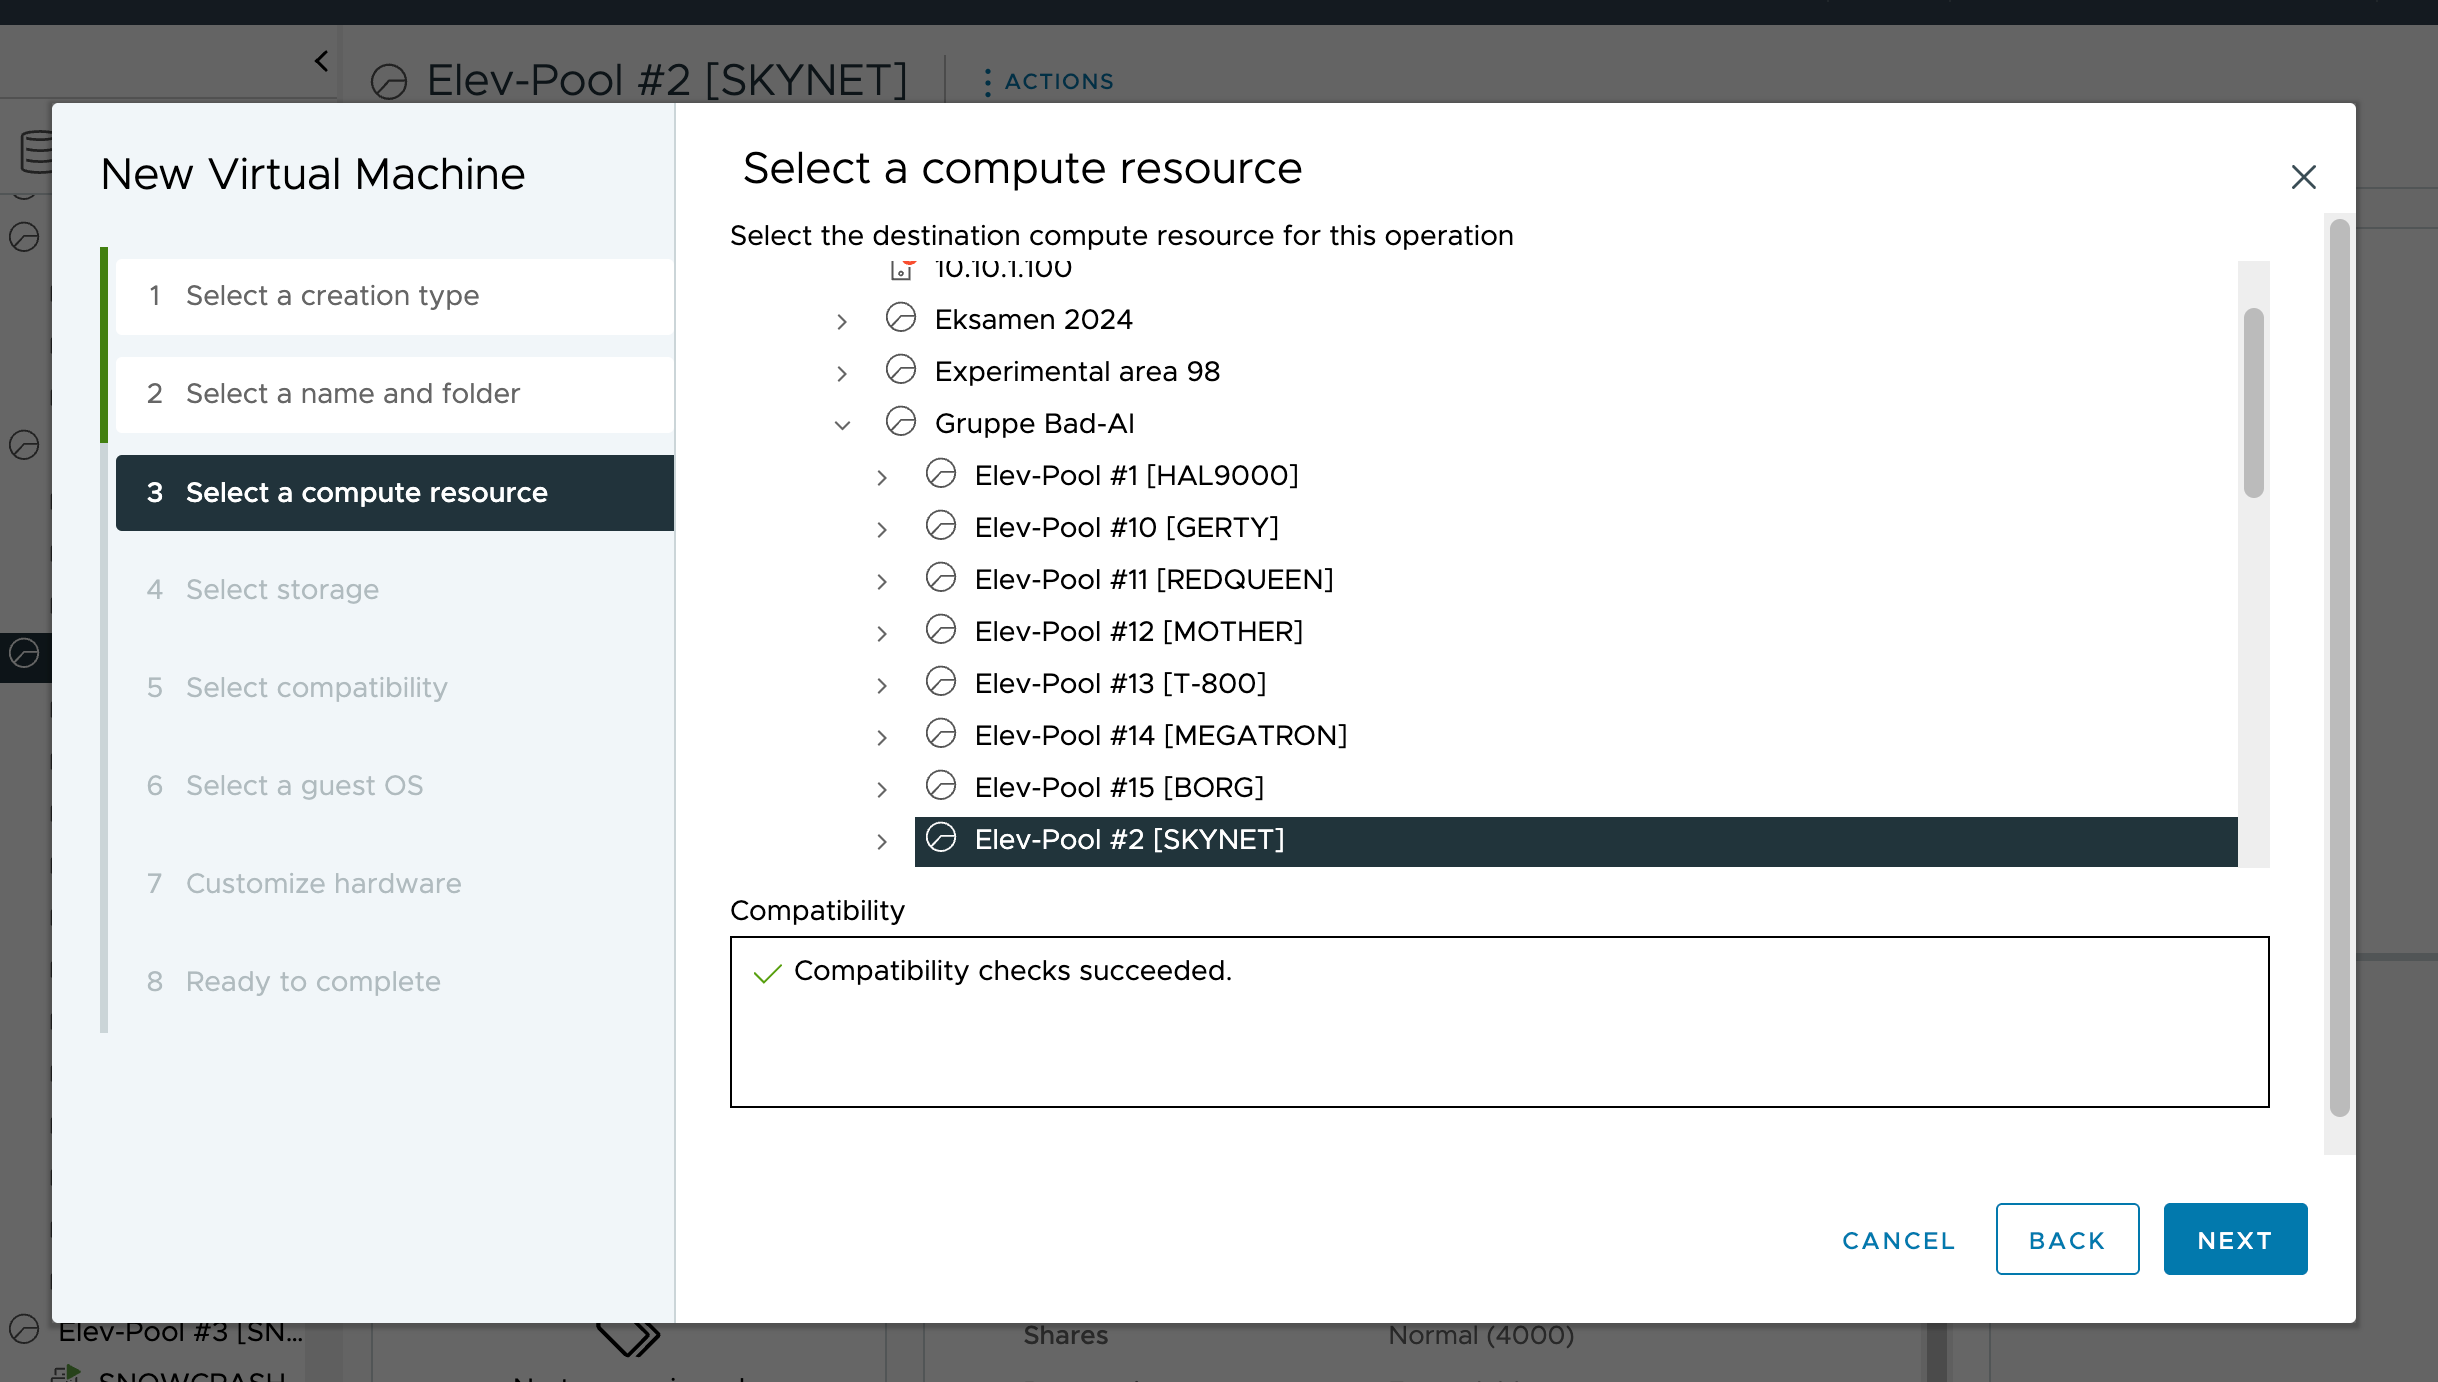 Elev-Pool #2 [SKYNET]
ACTIONS
New Virtual Machine
1 Select a creation type
2 Select a name and folder
3 Select a compute resource
4 Select storage
5 Select compatibility
6 Select a guest OS
7 Customize hardware
8 Ready to complete
Select a compute resource
Select the destination compute resource for this operation
10.10.1.100
Eksamen 2024
Experimental area 98
Gruppe Bad-AI
Elev-Pool #1 [HAL9000]
Elev-Pool #10 [GERTY]
Elev-Pool #11 [REDQUEEN]
Elev-Pool #12 [MOTHER]
Elev-Pool #13 [T-800]
Elev-Pool #14 [MEGATRON]
Elev-Pool #15 [BORG]
Elev-Pool #2 [SKYNET]
Compatibility
Compatibility checks succeeded.
CANCEL
BACK
NEXT
Elev-Pool #3 [SN...
SNOWCRASH
Shares
Normal (4000)